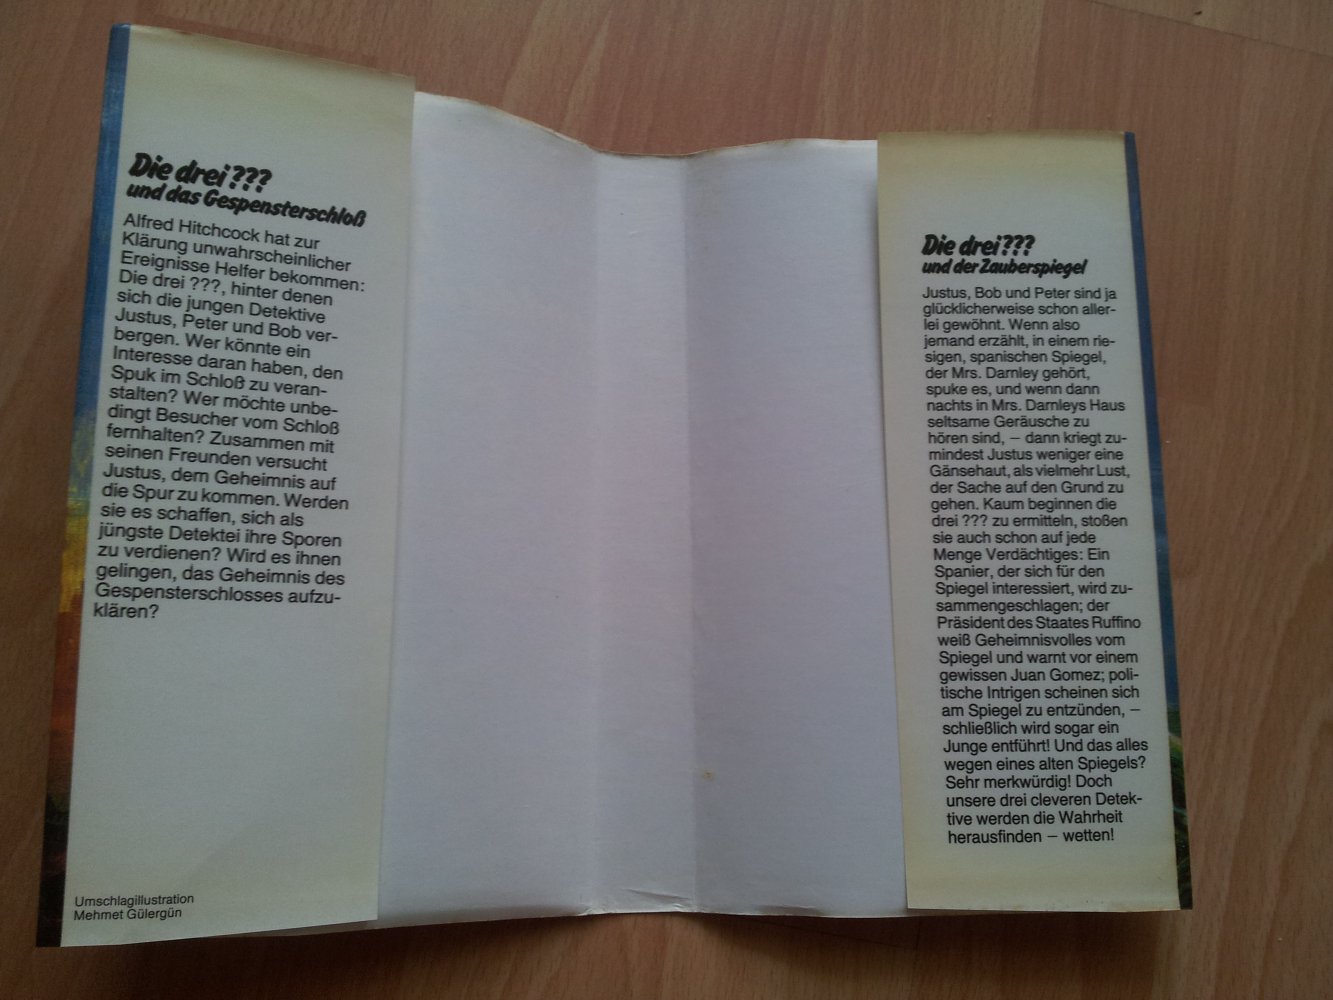 Die drei???
und das Gespensterschloß
Alfred Hitchcock hat zur
Klärung unwahrscheinlicher
Ereignisse Helfer bekommen:
Die drei ???, hinter denen
sich die jungen Detektive
Justus, Peter und Bob ver-
bergen. Wer könnte ein
Interesse daran haben, den
Spuk im Schloß zu veran-
stalten? Wer möchte unbe-
dingt Besucher vom Schloß
fernhalten? Zusammen mit
seinen Freunden versucht
Justus, dem Geheimnis auf
die Spur zu kommen. Werden
sie es schaffen, sich als
jüngste Detektei ihre Sporen
zu verdienen? Wird es ihnen
gelingen, das Geheimnis des
Gespensterschlosses aufzu-
klären?
Umschlagillustration
Mehmet Gülergün
Die drei???
und der Zauberspiegel
Justus, Bob und Peter sind ja
glücklicherweise schon aller-
lei gewöhnt. Wenn also
jemand erzählt, in einem rie-
sigen, spanischen Spiegel,
der Mrs. Darnley gehört,
spuke es, und wenn dann
nachts in Mrs. Darnleys Haus
seltsame Geräusche zu
hören sind, – dann kriegt zu-
mindest Justus weniger eine
Gänsehaut, als vielmehr Lust,
der Sache auf den Grund zu
gehen. Kaum beginnen die
drei ??? zu ermitteln, stoßen
sie auch schon auf jede
Menge Verdächtiges: Ein
Spanier, der sich für den
Spiegel interessiert, wird zu-
sammengeschlagen; der
Präsident des Staates Ruffino
weiß Geheimnisvolles vom
Spiegel und warnt vor einem
gewissen Juan Gomez; poli-
tische Intrigen scheinen sich
am Spiegel zu entzünden, –
schließlich wird sogar ein
Junge entführt! Und das alles
wegen eines alten Spiegels?
Sehr merkwürdig! Doch
unsere drei cleveren Detek-
tive werden die Wahrheit
herausfinden – wetten!